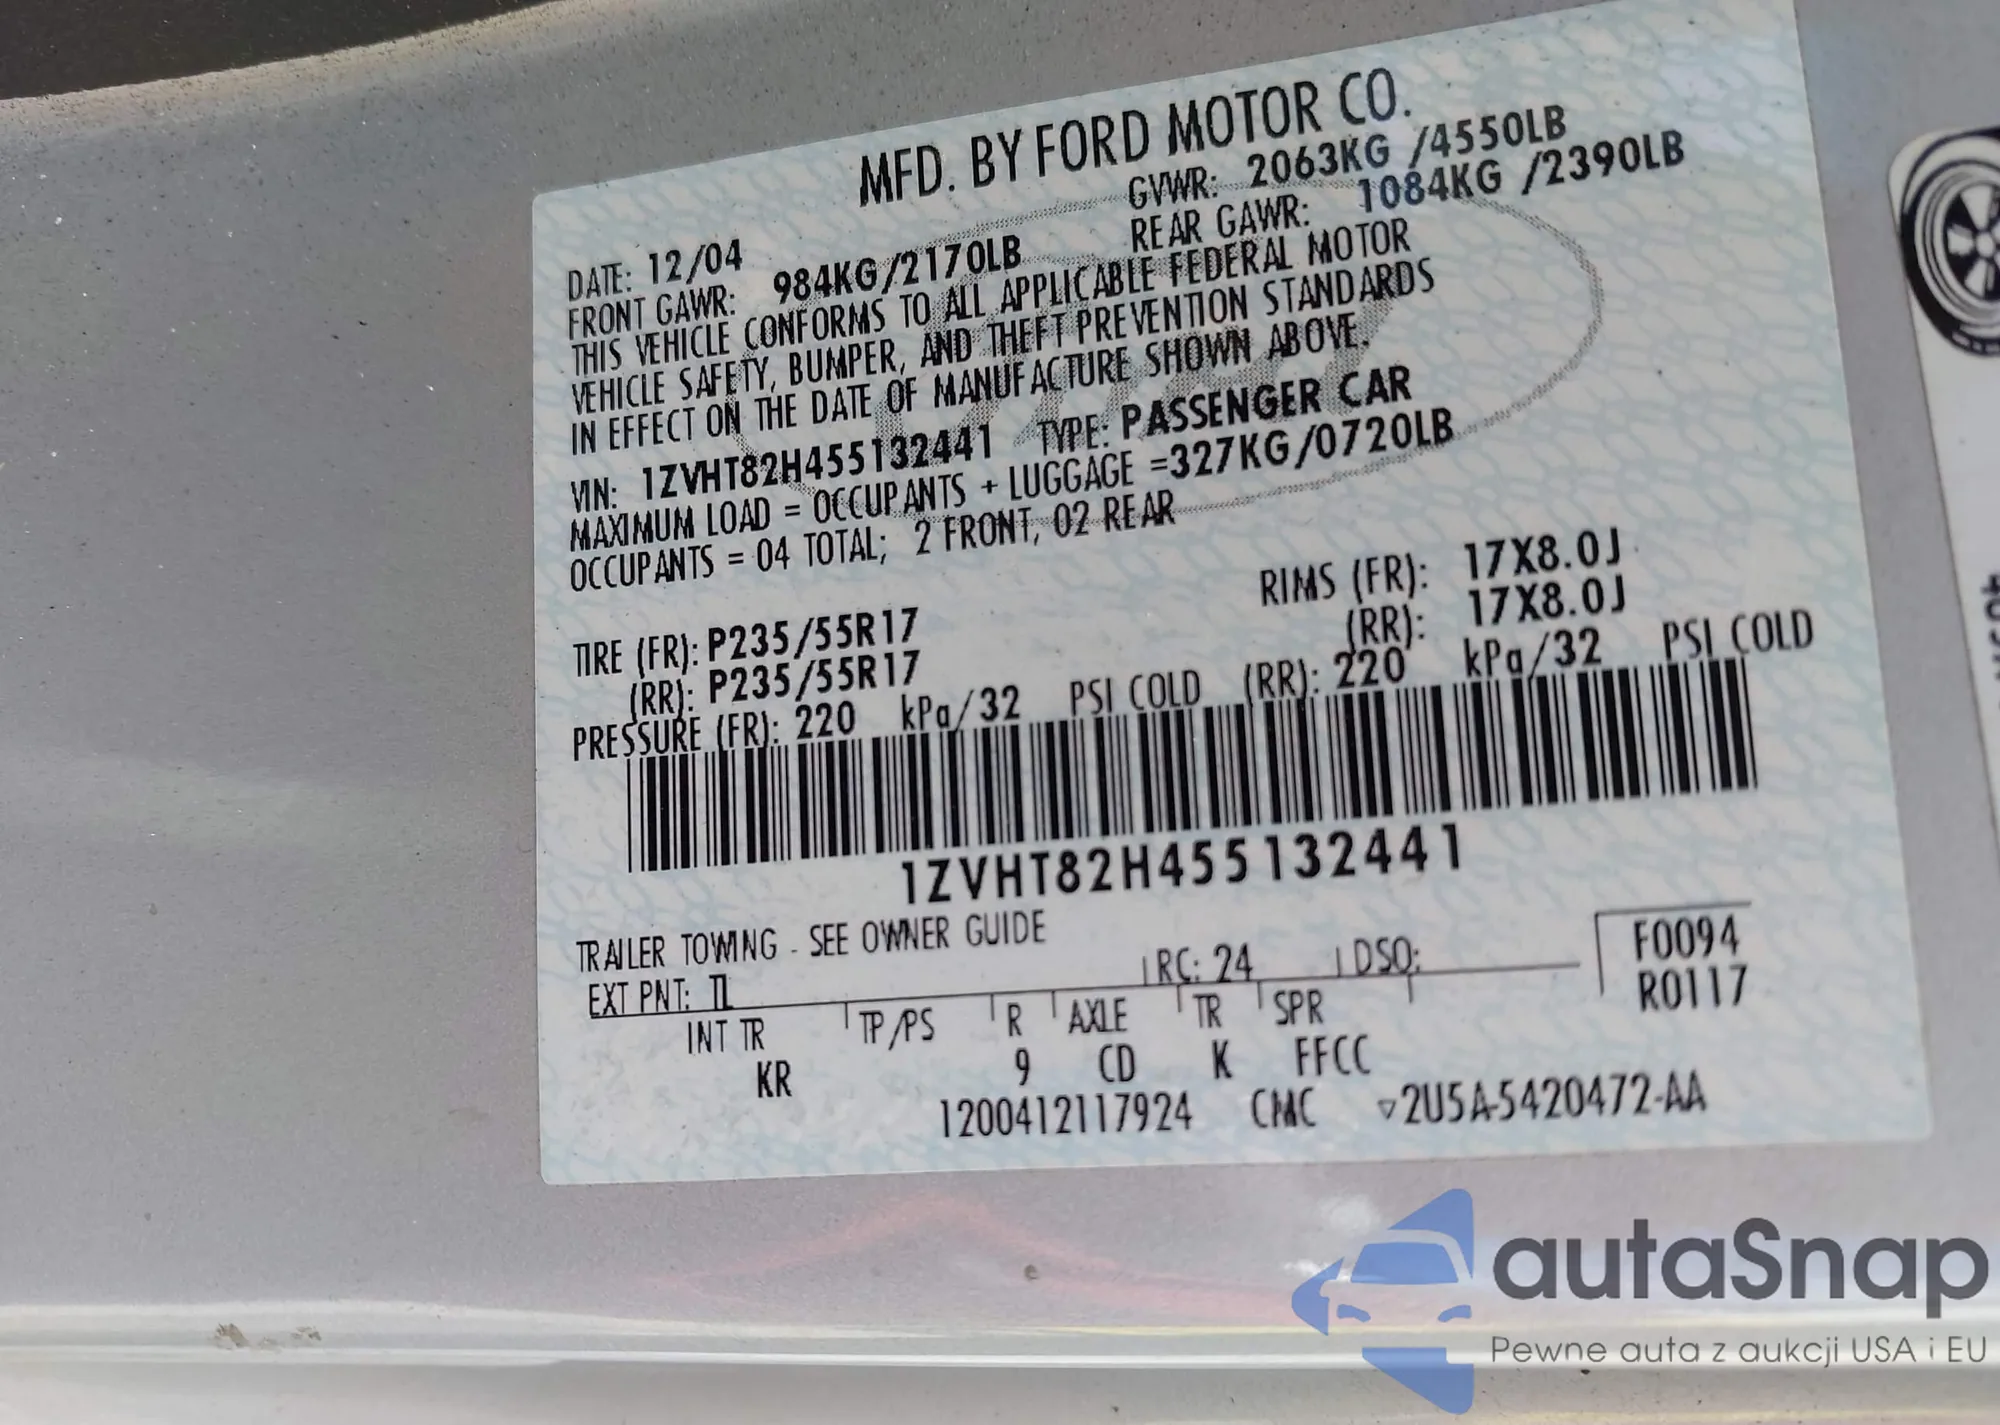 MFD. BY FORD MOTOR CO.
DATE: 12/04 GVWR: 2063KG /4550LB
FRONT GAWR: 984KG/2170LB REAR GAWR: 1084KG /2390LB
THIS VEHICLE CONFORMS TO ALL APPLICABLE FEDERAL MOTOR
VEHICLE SAFETY, BUMPER, AND THEFT PREVENTION STANDARDS
IN EFFECT ON THE DATE OF MANUFACTURE SHOWN ABOVE.
VIN: 1ZVHT82H455132441 TYPE: PASSENGER CAR
MAXIMUM LOAD = OCCUPANTS + LUGGAGE =327KG/0720LB
OCCUPANTS = 04 TOTAL; 2 FRONT, 02 REAR
TIRE (FR): P235/55R17 RIMS (FR): 17X8.0J
(RR): P235/55R17 (RR): 17X8.0J
PRESSURE (FR): 220 kPa/32 PSI COLD (RR): 220 kPa/32 PSI COLD
1ZVHT82H455132441
TRAILER TOWING - SEE OWNER GUIDE
EXT PNT: TL RC: 24 DSO: F0094
R0117
INT TR TP/PS R AXLE TR SPR
KR 9 CD K FFCC
1200412117924 CMC ▿2U5A-5420472-AA
autaSnap
Pewne auta z aukcji USA i EU